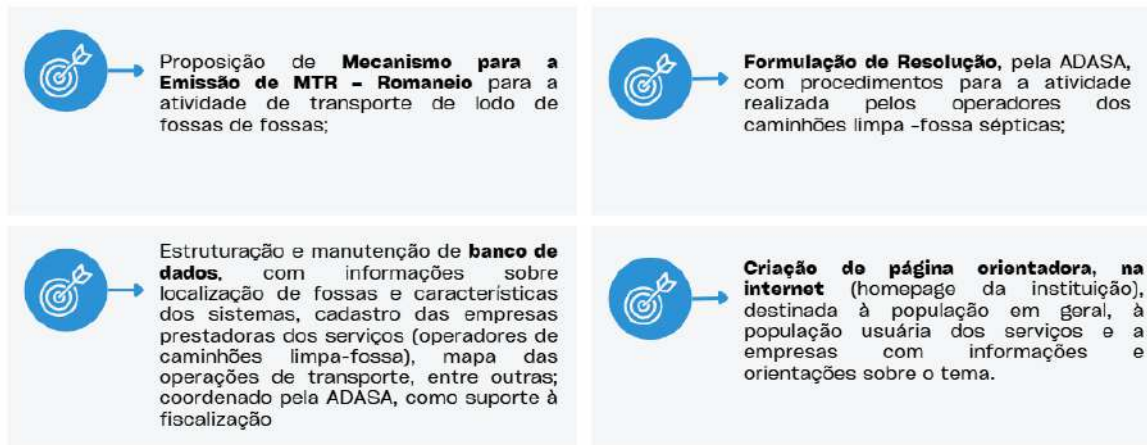 Proposição de Mecanismo para a
Emissão de MTR – Romaneio para a
atividade de transporte de lodo de
fossas de fossas;
Formulação de Resolução, pela ADASA,
com procedimentos para a atividade
realizada pelos operadores dos
caminhões limpa -fossa sépticas;
Estruturação e manutenção de banco de
dados, com informações sobre
localização de fossas e características
dos sistemas, cadastro das empresas
prestadoras dos serviços (operadores de
caminhões limpa-fossa), mapa das
operações de transporte, entre outras;
coordenado pela ADASA, como suporte à
fiscalização
Criação de página orientadora, na
internet (homepage da instituição),
destinada à população em geral, à
população usuária dos serviços e a
empresas com informações e
orientações sobre o tema.